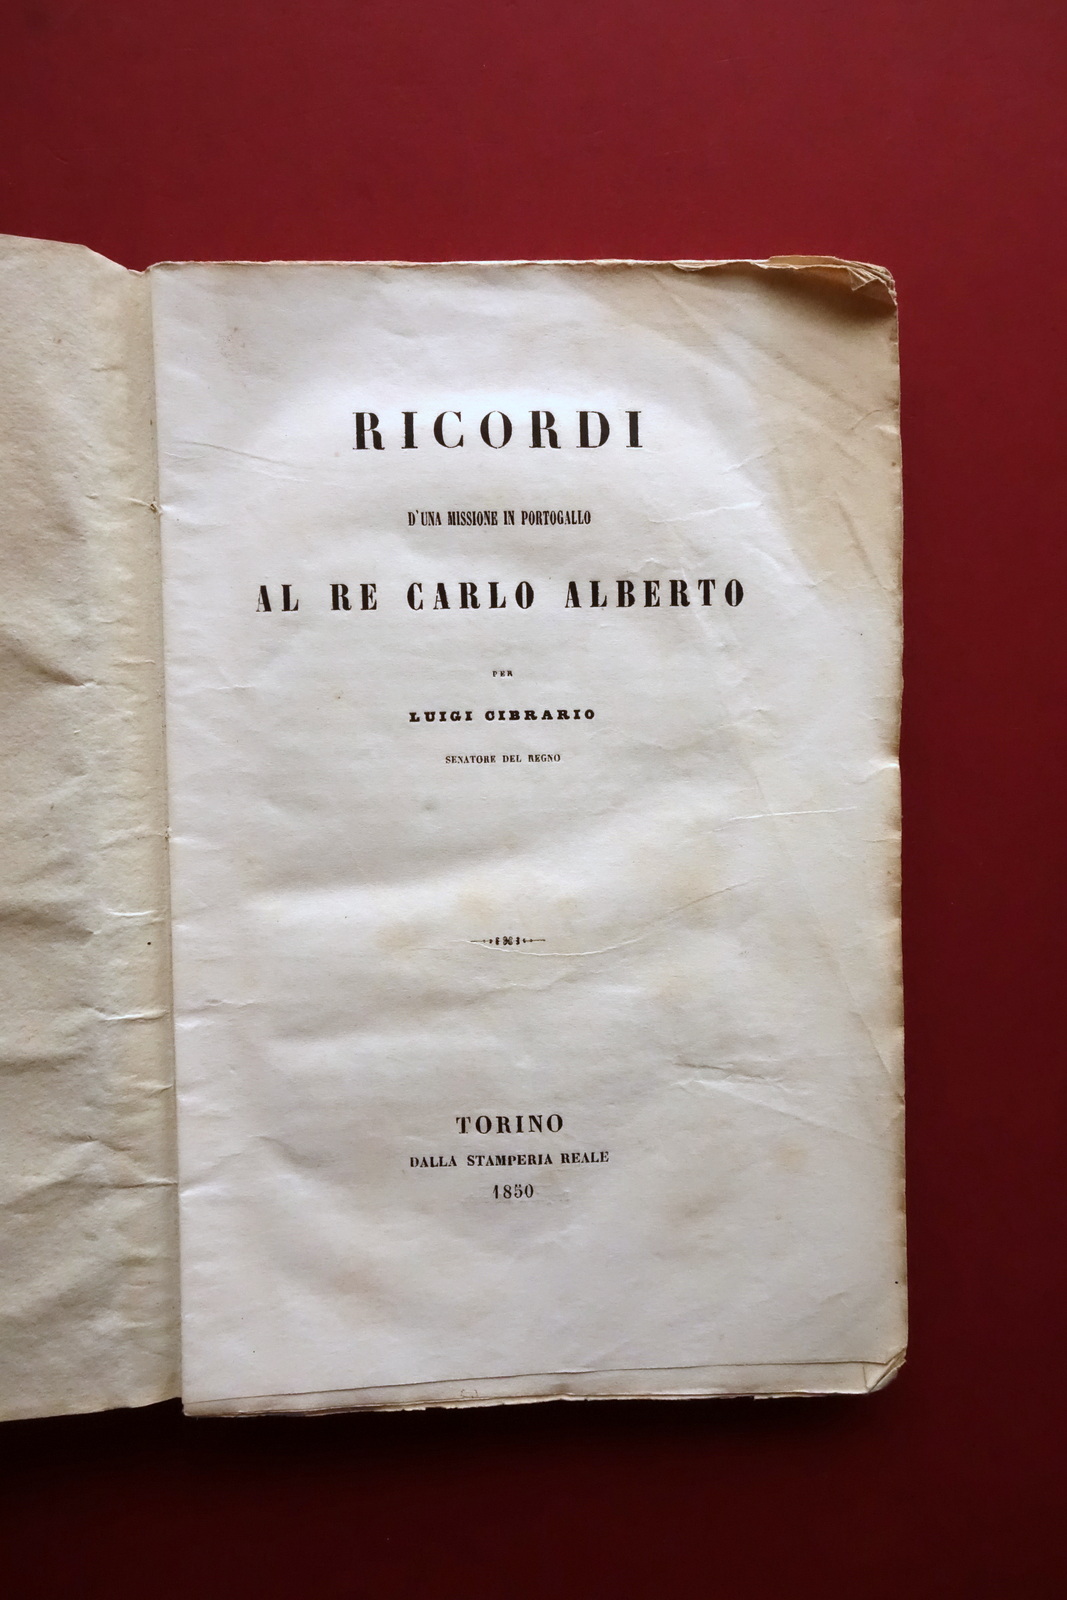 RICORDI
D'UNA MISSIONE IN PORTOGALLO
AL RE CARLO ALBERTO
PER
LUIGI CIBRARIO
SENATORE DEL REGNO
TORINO
DALLA STAMPERIA REALE
1850